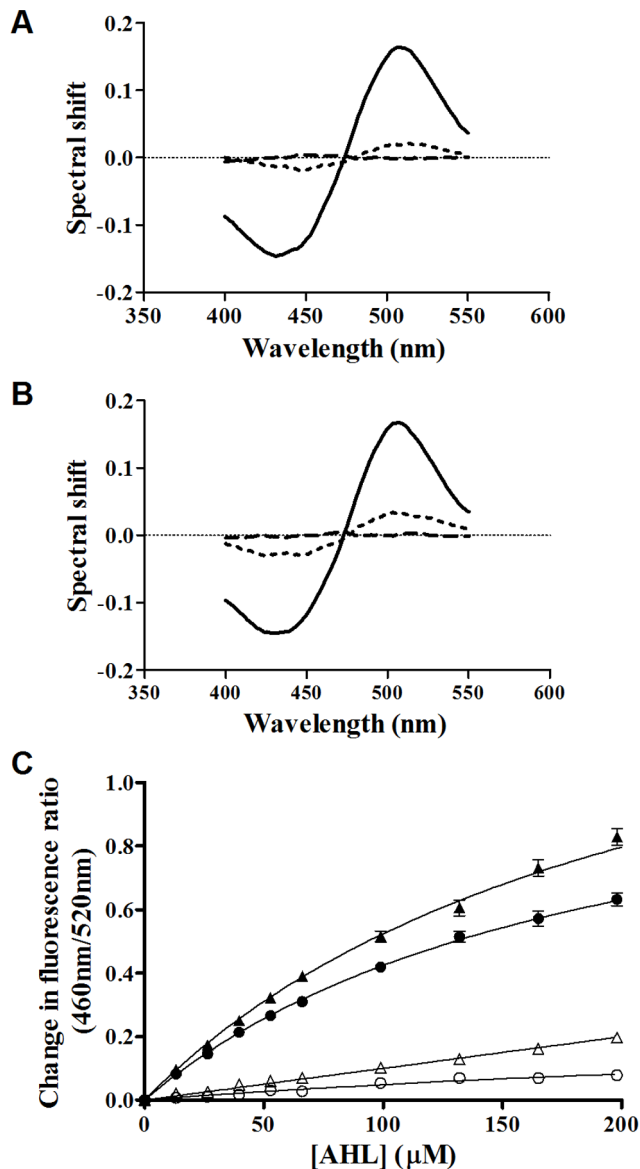 A
Spectral shift
0.2
0.1
0.0
-0.1
-0.2
350 400 450 500 550 600
Wavelength (nm)
B
Spectral shift
0.2
0.1
0.0
-0.1
-0.2
350 400 450 500 550 600
Wavelength (nm)
C
Change in fluorescence ratio
(460nm/520nm)
1.0
0.8
0.6
0.4
0.2
0.0
0 50 100 150 200
[AHL] (μM)